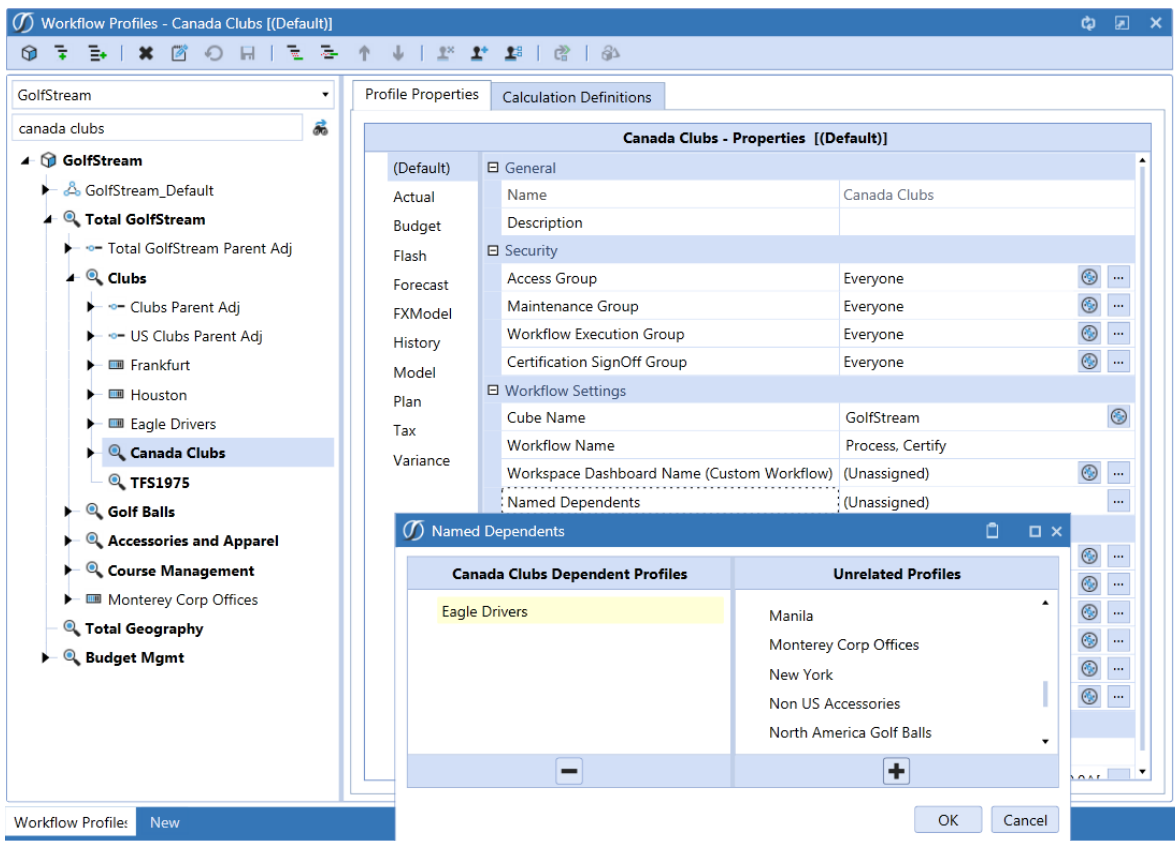 Workflow Profiles - Canada Clubs [(Default)]
GolfStream
canada clubs
GolfStream
GolfStream_Default
Total GolfStream
Total GolfStream Parent Adj
Clubs
Clubs Parent Adj
US Clubs Parent Adj
Frankfurt
Houston
Eagle Drivers
Canada Clubs
TFS1975
Golf Balls
Accessories and Apparel
Course Management
Monterey Corp Offices
Total Geography
Budget Mgmt
Profile Properties Calculation Definitions
Canada Clubs - Properties [(Default)]
(Default)
Actual
Budget
Flash
Forecast
FXModel
History
Model
Plan
Tax
Variance
General
Name Canada Clubs
Description
Security
Access Group Everyone
Maintenance Group Everyone
Workflow Execution Group Everyone
Certification SignOff Group Everyone
Workflow Settings
Cube Name GolfStream
Workflow Name Process, Certify
Workspace Dashboard Name (Custom Workflow) (Unassigned)
Named Dependents (Unassigned)
Named Dependents
Canada Clubs Dependent Profiles
Eagle Drivers
Unrelated Profiles
Manila
Monterey Corp Offices
New York
Non US Accessories
North America Golf Balls
OK Cancel
Workflow Profiles New